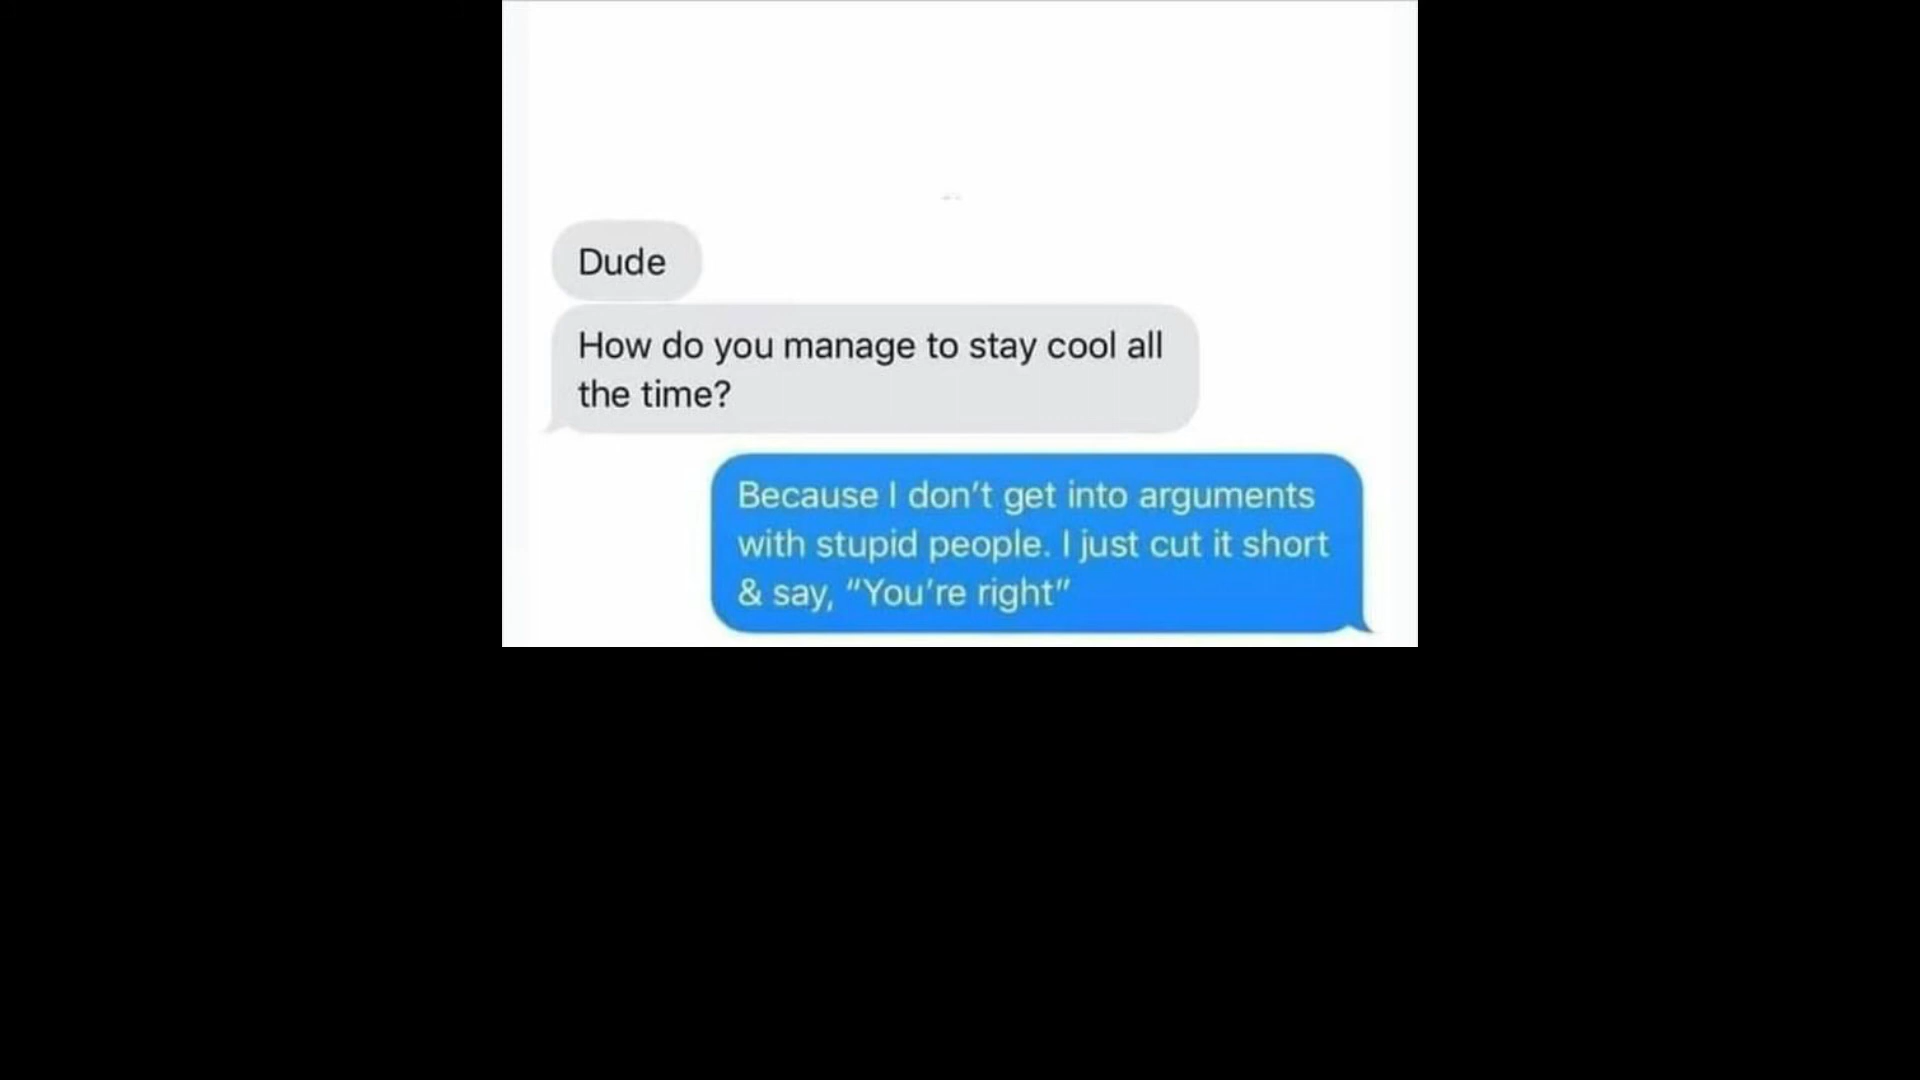 Dude
How do you manage to stay cool all
the time?
Because I don’t get into arguments
with stupid people. I just cut it short
& say, “You’re right”